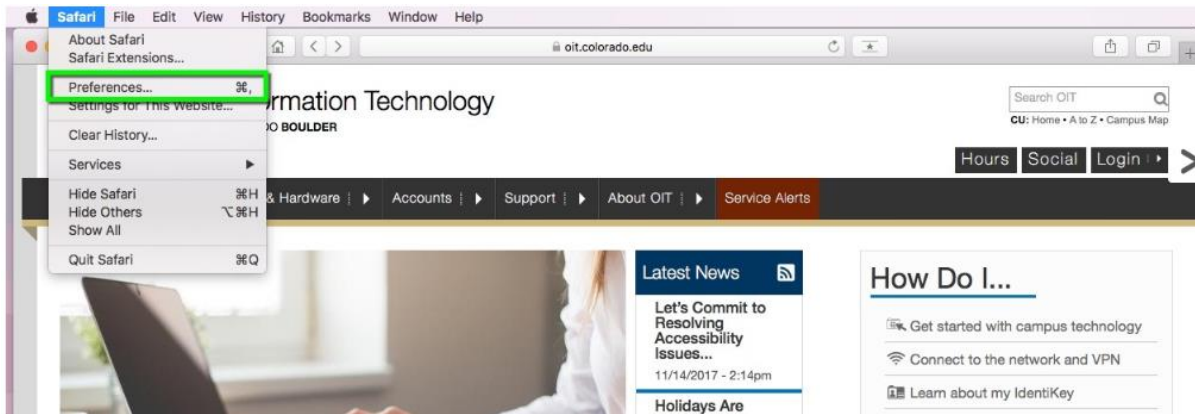 Safari File Edit View History Bookmarks Window Help
About Safari
Safari Extensions...
Preferences... ⌘,
Settings for This Website...
Clear History...
Services ▶
Hide Safari ⌘H
Hide Others ⌥⌘H
Show All
Quit Safari ⌘Q
oit.colorado.edu
rmation Technology
DO BOULDER
Search OIT
CU: Home • A to Z • Campus Map
Hours Social Login
& Hardware Accounts Support About OIT Service Alerts
Latest News
Let's Commit to
Resolving
Accessibility
Issues...
11/14/2017 - 2:14pm
Holidays Are
How Do I...
Get started with campus technology
Connect to the network and VPN
Learn about my IdentiKey